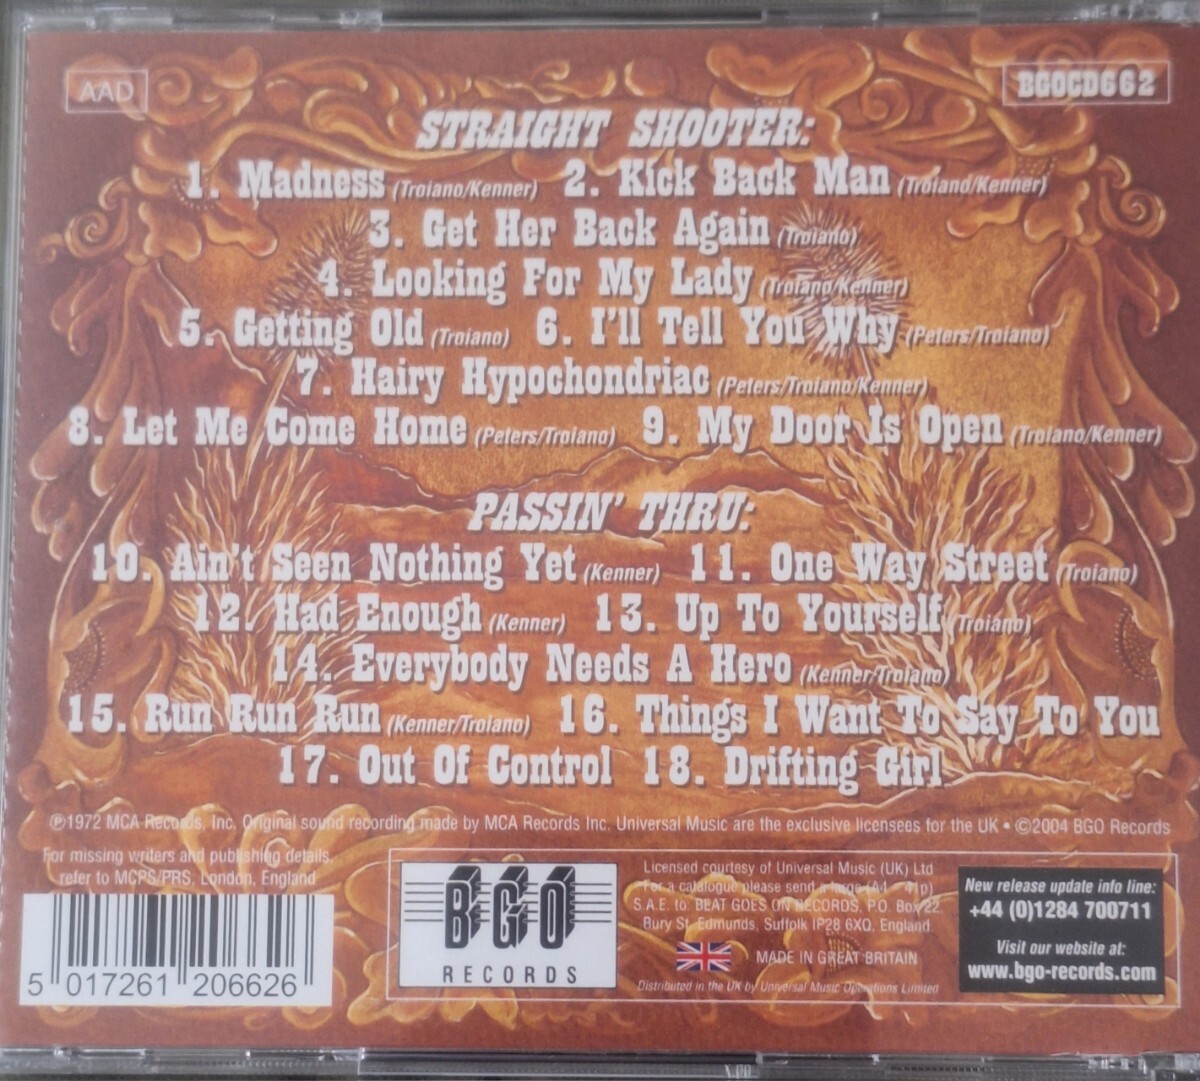 AAD
BGOCD662
STRAIGHT SHOOTER:
1. Madness (Troiano/Kenner) 2. Kick Back Man (Troiano/Kenner)
3. Get Her Back Again (Troiano)
4. Looking For My Lady (Troiano/Kenner)
5. Getting Old (Troiano) 6. I'll Tell You Why (Peters/Troiano)
7. Hairy Hypochondriac (Peters/Troiano/Kenner)
8. Let Me Come Home (Peters/Troiano) 9. My Door Is Open (Troiano/Kenner)
PASSIN' THRU:
10. Ain't Seen Nothing Yet (Kenner) 11. One Way Street (Troiano)
12. Had Enough (Kenner) 13. Up To Yourself (Troiano)
14. Everybody Needs A Hero (Kenner/Troiano)
15. Run Run Run (Kenner/Troiano) 16. Things I Want To Say To You
17. Out Of Control 18. Drifting Girl
℗1972 MCA Records, Inc. Original sound recording made by MCA Records Inc. Universal Music are the exclusive licensees for the UK • ©2004 BGO Records
For missing writers and publishing details,
refer to MCPS/PRS, London, England
5 017261 206626
BGO
RECORDS
Licensed courtesy of Universal Music (UK) Ltd
For a catalogue please send a large (A4 - 41p)
S.A.E. to: BEAT GOES ON RECORDS, P.O. Box 22,
Bury St. Edmunds, Suffolk IP28 6XQ, England.
MADE IN GREAT BRITAIN
Distributed in the UK by Universal Music Operations Limited
New release update info line:
+44 (0)1284 700711
Visit our website at:
www.bgo-records.com